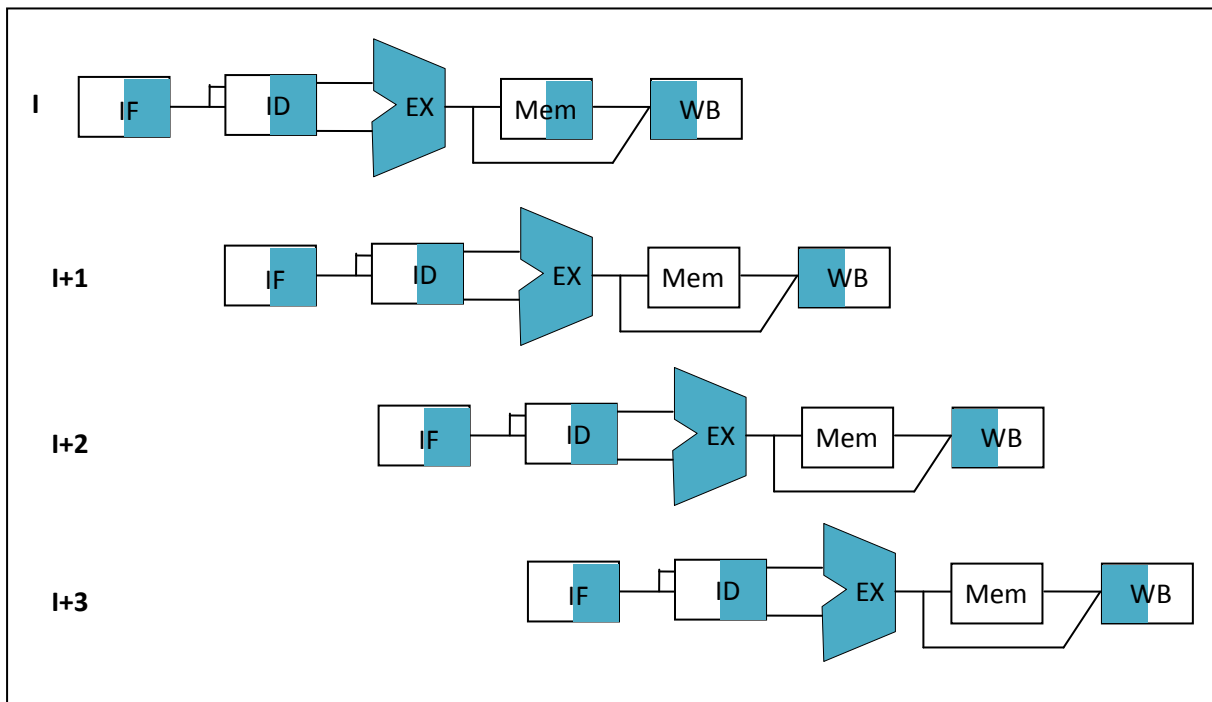 I IF ID EX Mem WB
I+1 IF ID EX Mem WB
I+2 IF ID EX Mem WB
I+3 IF ID EX Mem WB